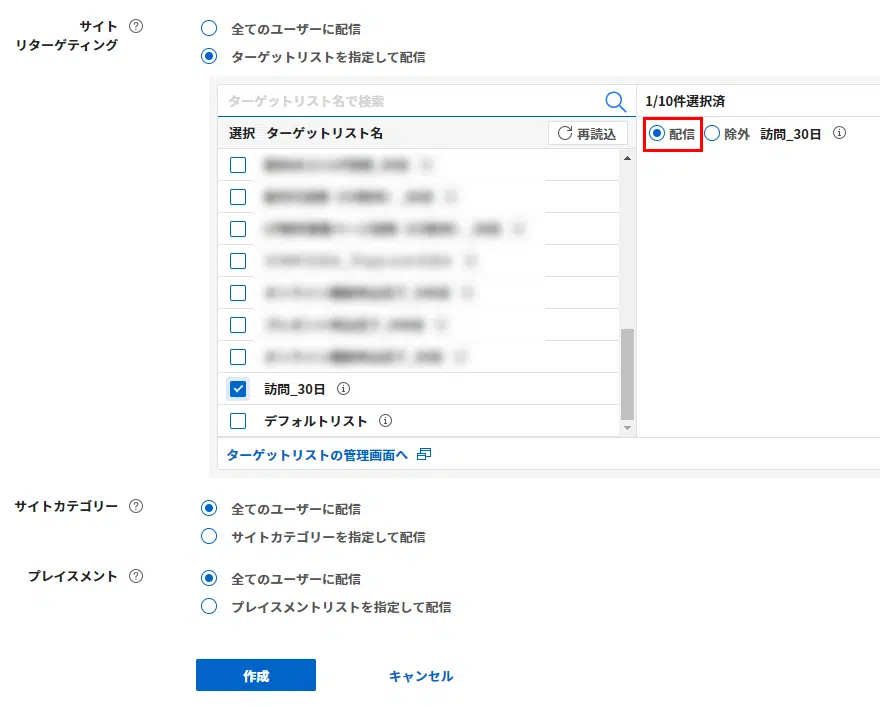 サイト
リターゲティング
全てのユーザーに配信
ターゲットリストを指定して配信
ターゲットリスト名で検索
1/10件選択済
選択 ターゲットリスト名
再読込
配信 除外 訪問_30日
訪問_30日
デフォルトリスト
ターゲットリストの管理画面へ
サイトカテゴリー
全てのユーザーに配信
サイトカテゴリーを指定して配信
プレイスメント
全てのユーザーに配信
プレイスメントリストを指定して配信
作成
キャンセル